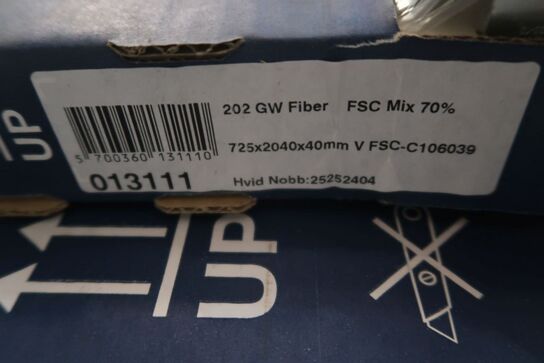 202 GW Fiber FSC Mix 70%
725x2040x40mm V FSC-C106039
5 700360 131110
013111
Hvid Nobb:25252404
UP
UP